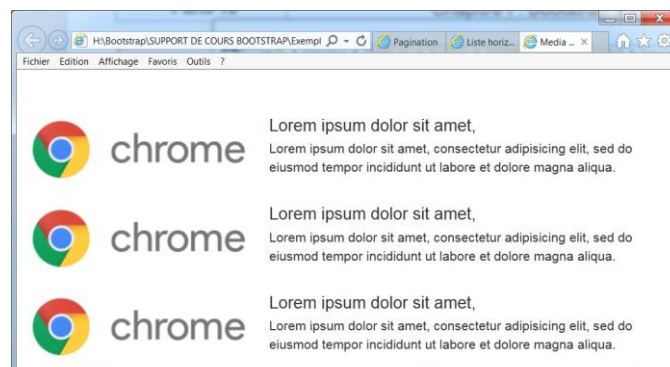 H:\Bootstrap\SUPPORT DE COURS BOOTSTRAP\Exempl
Pagination
Liste horiz...
Media ...
Fichier Edition Affichage Favoris Outils ?
chrome
Lorem ipsum dolor sit amet,
Lorem ipsum dolor sit amet, consectetur adipisicing elit, sed do
eiusmod tempor incididunt ut labore et dolore magna aliqua.
chrome
Lorem ipsum dolor sit amet,
Lorem ipsum dolor sit amet, consectetur adipisicing elit, sed do
eiusmod tempor incididunt ut labore et dolore magna aliqua.
chrome
Lorem ipsum dolor sit amet,
Lorem ipsum dolor sit amet, consectetur adipisicing elit, sed do
eiusmod tempor incididunt ut labore et dolore magna aliqua.